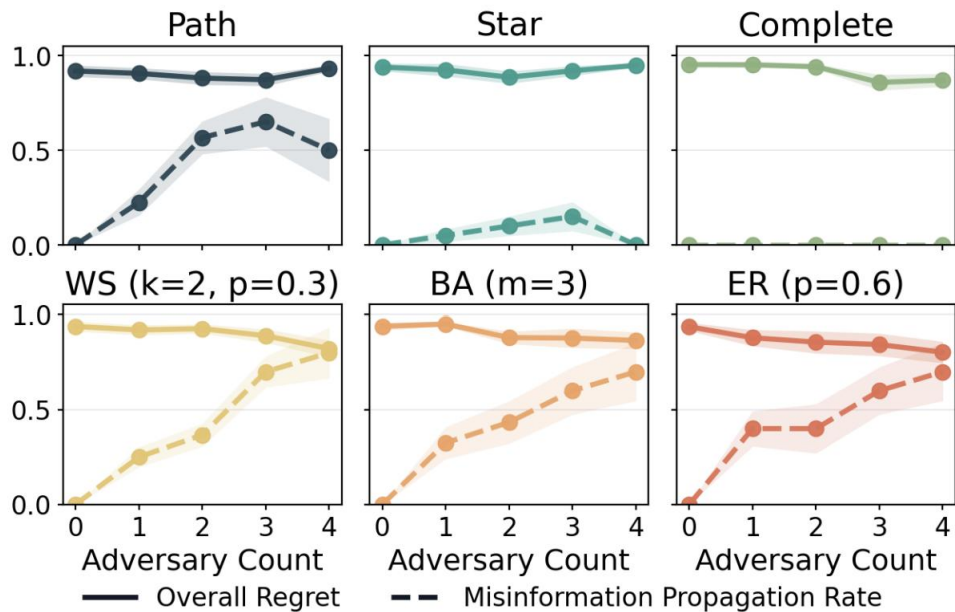 Path Star Complete
1.0
0.5
0.0
WS (k=2, p=0.3) BA (m=3) ER (p=0.6)
1.0
0.5
0.0
0 1 2 3 4 0 1 2 3 4 0 1 2 3 4
Adversary Count Adversary Count Adversary Count
Overall Regret Misinformation Propagation Rate